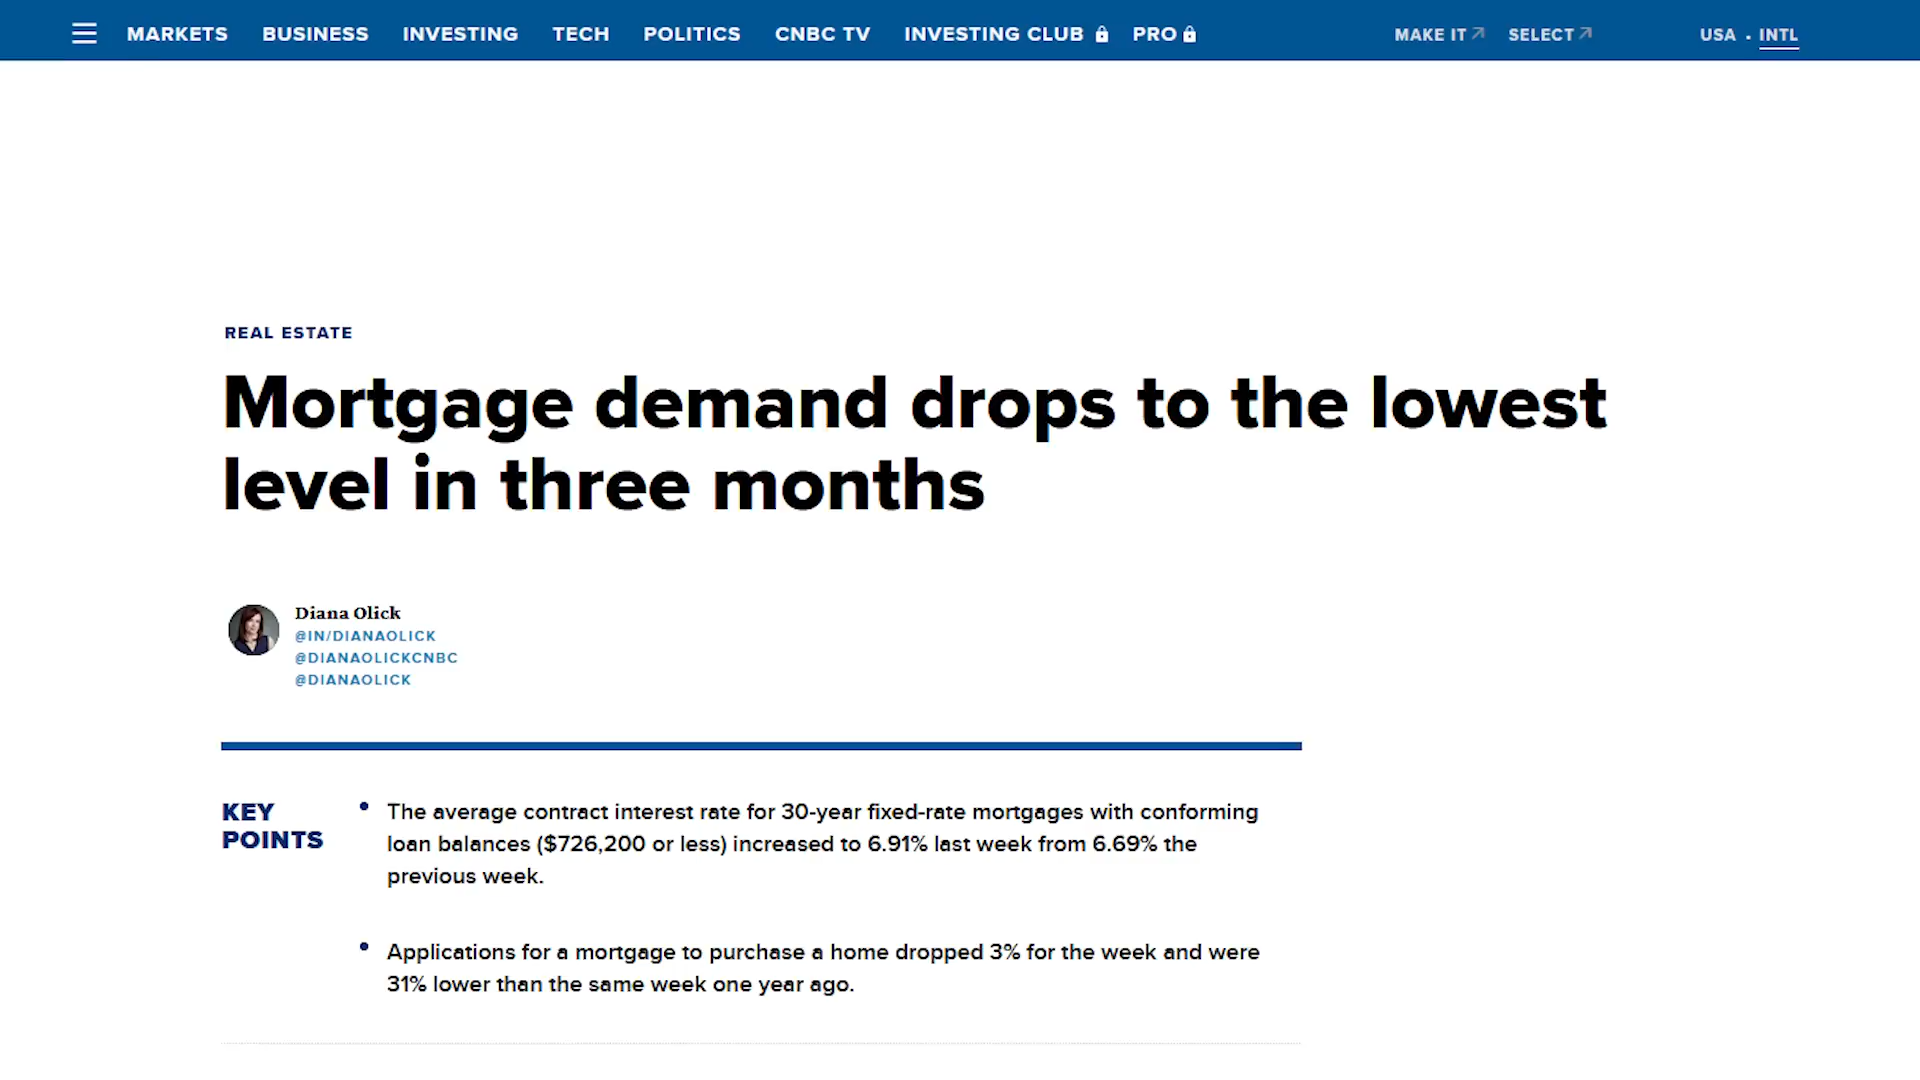 MARKETS BUSINESS INVESTING TECH POLITICS CNBC TV INVESTING CLUB PRO MAKE IT SELECT USA • INTL
REAL ESTATE
Mortgage demand drops to the lowest
level in three months
Diana Olick
@IN/DIANAOLICK
@DIANAOLICKCNBC
@DIANAOLICK
KEY
POINTS
• The average contract interest rate for 30-year fixed-rate mortgages with conforming
loan balances ($726,200 or less) increased to 6.91% last week from 6.69% the
previous week.
• Applications for a mortgage to purchase a home dropped 3% for the week and were
31% lower than the same week one year ago.